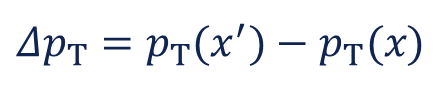 Δp_T = p_T(x′) − p_T(x)